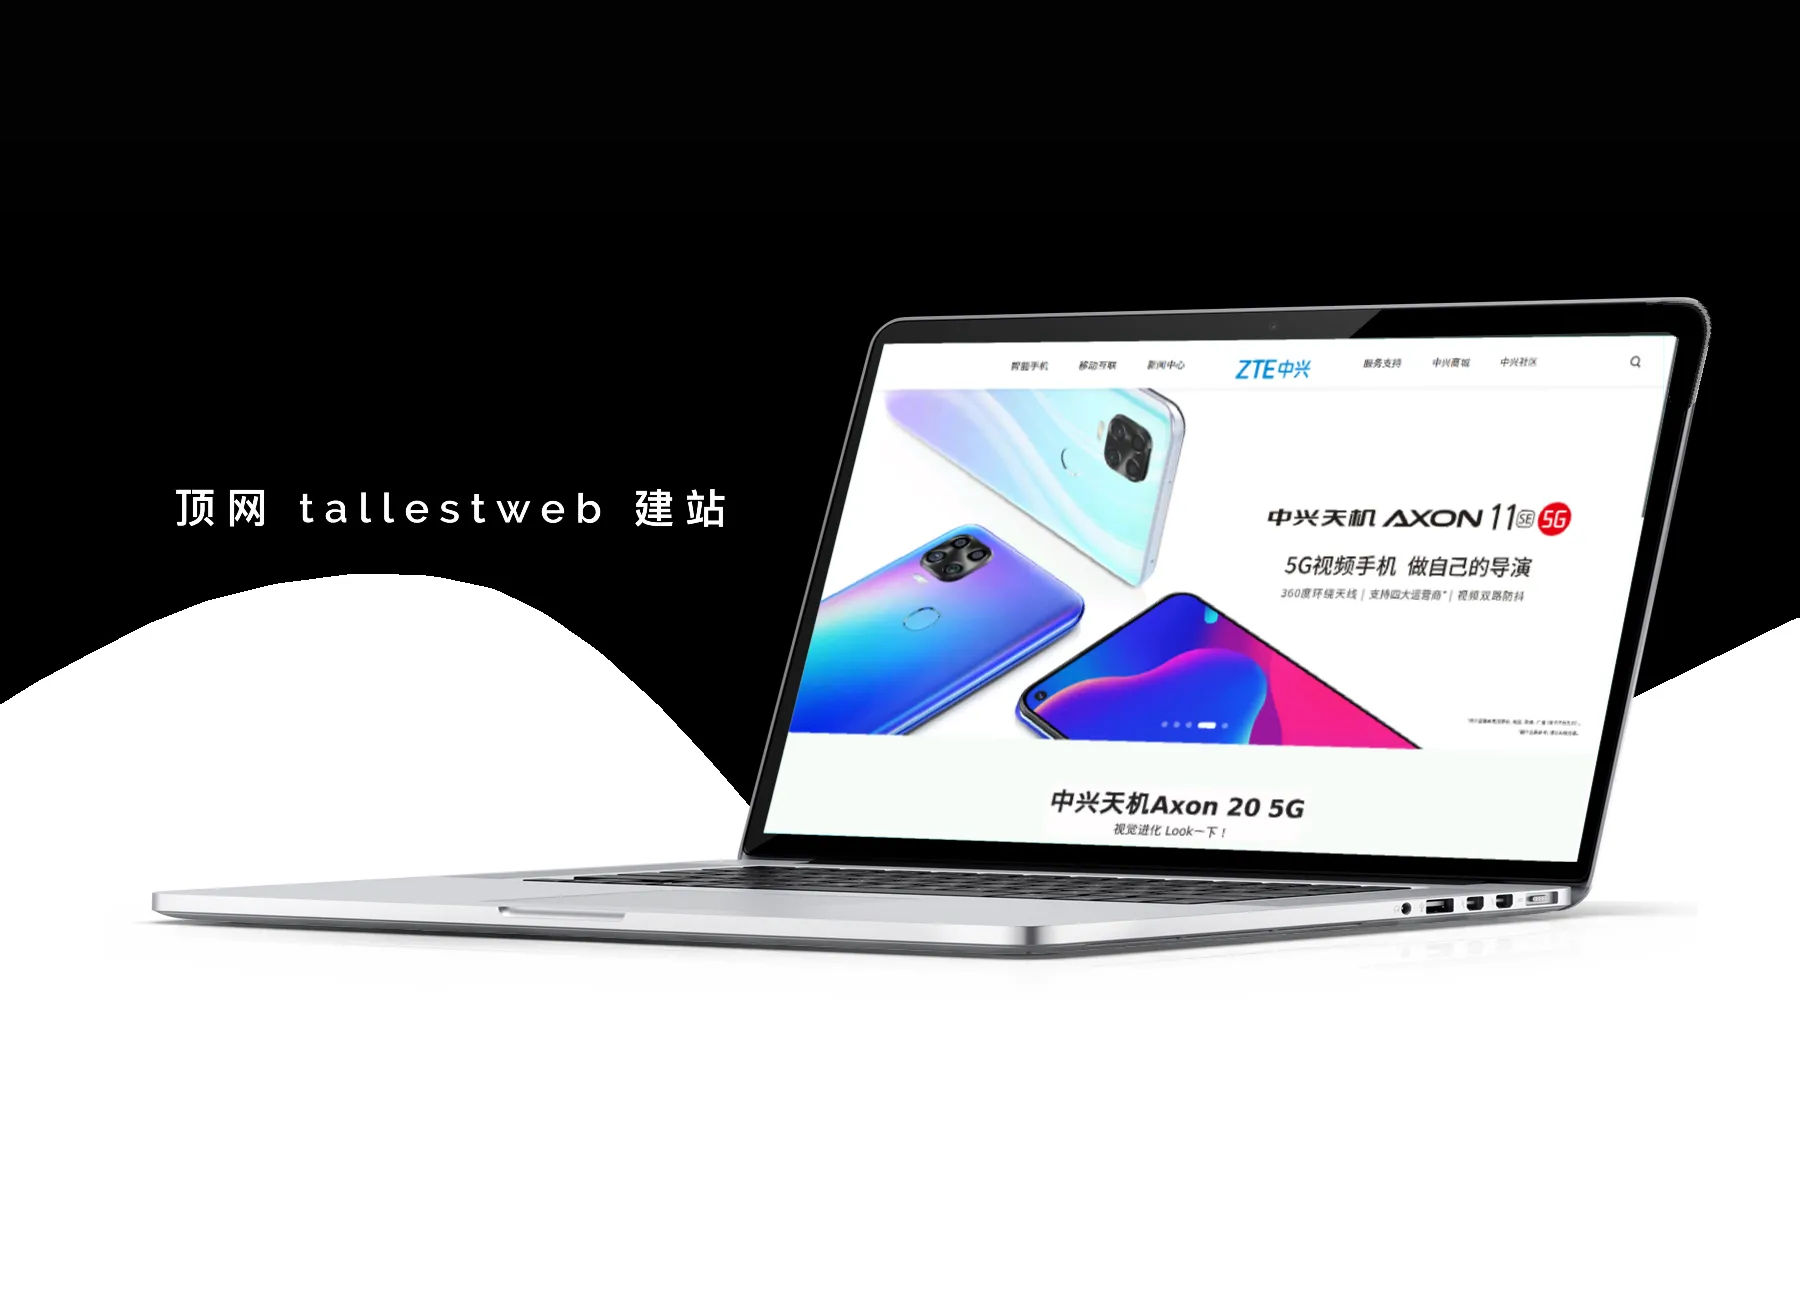 顶网 tallestweb 建站
智能手机 移动互联 新闻中心 ZTE中兴 服务支持 中兴商城 中兴社区
中兴天机 AXON 11 SE 5G
5G视频手机 做自己的导演
360度环绕天线 | 支持四大运营商* | 视频双路防抖
中兴天机Axon 20 5G
视觉进化 Look一下！